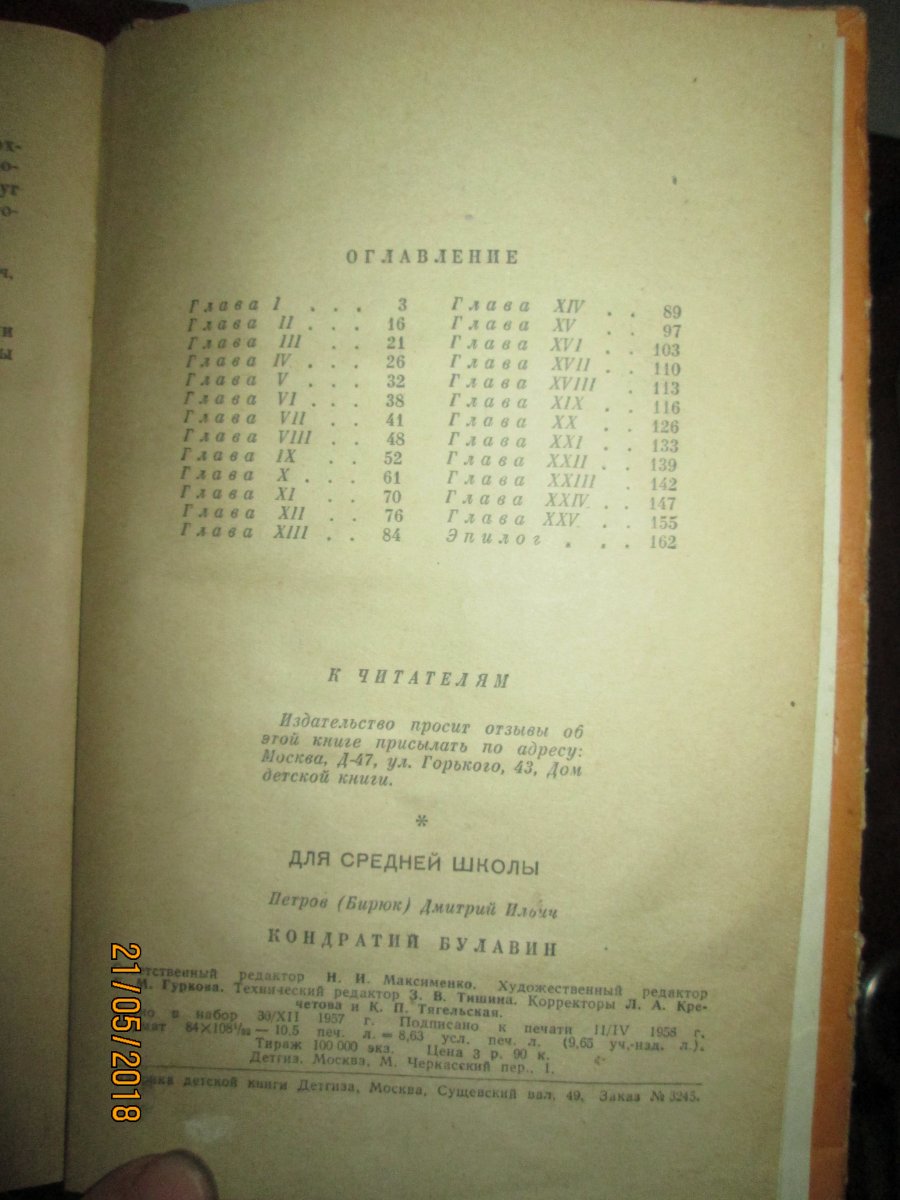 ох-
о-
уг
о-
ч,
и
ы
ОГЛАВЛЕНИЕ
Глава I . . . . 3
Глава II . . . 16
Глава III . . 21
Глава IV . . . 26
Глава V . . . 32
Глава VI . . . 38
Глава VII . . 41
Глава VIII . . 48
Глава IX . . 52
Глава X . . . 61
Глава XI . . 70
Глава XII . . 76
Глава XIII . . 84
Глава XIV . . 89
Глава XV . . 97
Глава XVI . . 103
Глава XVII . . 110
Глава XVIII . 113
Глава XIX . . 116
Глава XX . . 126
Глава XXI . . 133
Глава XXII . . 139
Глава XXIII . 142
Глава XXIV . . 147
Глава XXV . . 155
Эпилог . . . 162
К ЧИТАТЕЛЯМ
Издательство просит отзывы об
этой книге присылать по адресу:
Москва, Д-47, ул. Горького, 43, Дом
детской книги.
*
ДЛЯ СРЕДНЕЙ ШКОЛЫ
Петров (Бирюк) Дмитрий Ильич
КОНДРАТИЙ БУЛАВИН
етственный редактор Н. И. Максименко. Художественный редактор
М. Гуркова. Технический редактор З. В. Тишина. Корректоры Л. А. Кре-
четова и К. П. Тягельская.
но в набор 30/XII 1957 г. Подписано к печати 11/IV 1958 г.
мат 84×108¹/₃₂ — 10,5 печ. л. = 8,63 усл. печ. л. (9,65 уч.-изд. л.).
Тираж 100 000 экз. Цена 3 р. 90 к.
Детгиз. Москва, М. Черкасский пер., 1.
рика детской книги Детгиза, Москва, Сущевский вал, 49. Заказ № 3245.
21/05/2018